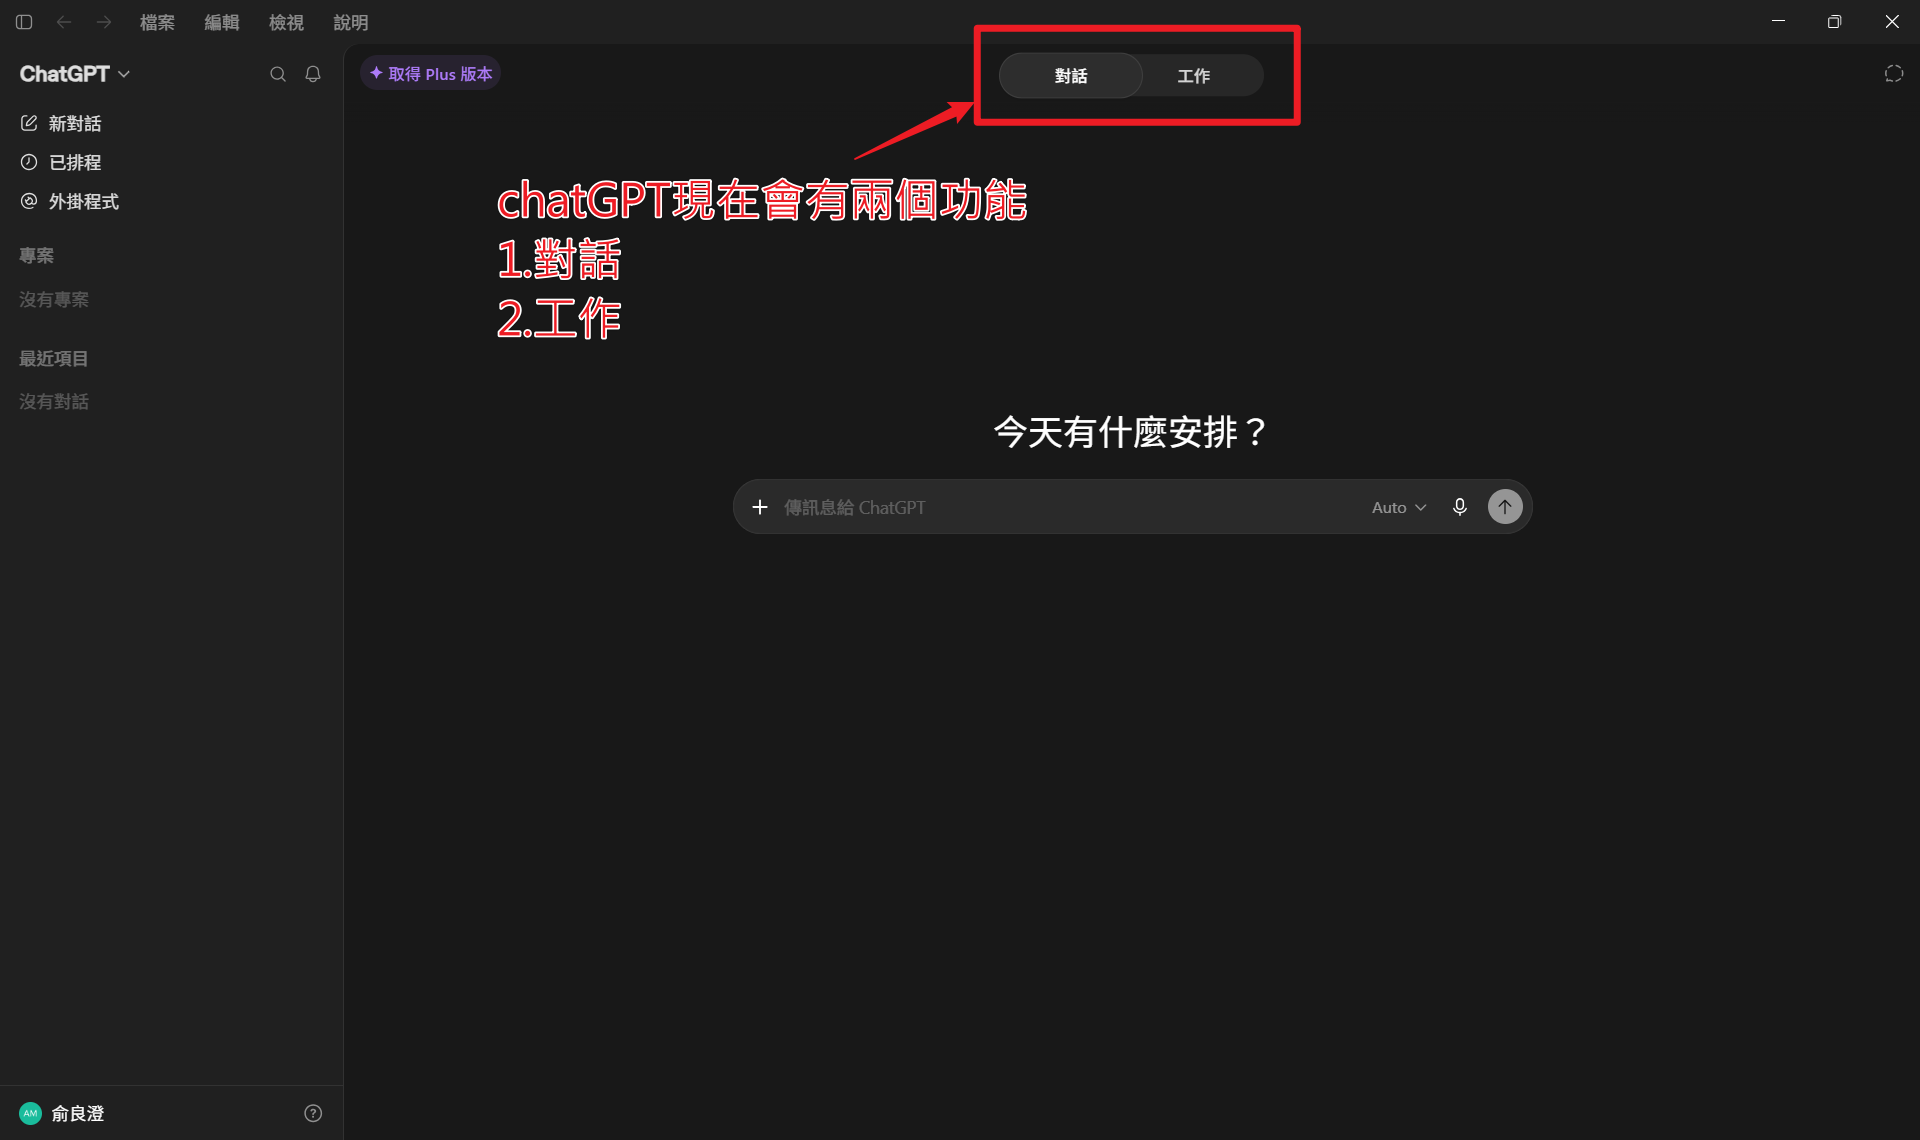 檔案 編輯 檢視 說明
ChatGPT
新對話
已排程
外掛程式
專案
沒有專案
最近項目
沒有對話
取得 Plus 版本
對話 工作
chatGPT現在會有兩個功能
1.對話
2.工作
今天有什麼安排？
傳訊息給 ChatGPT
Auto
AM 俞良澄